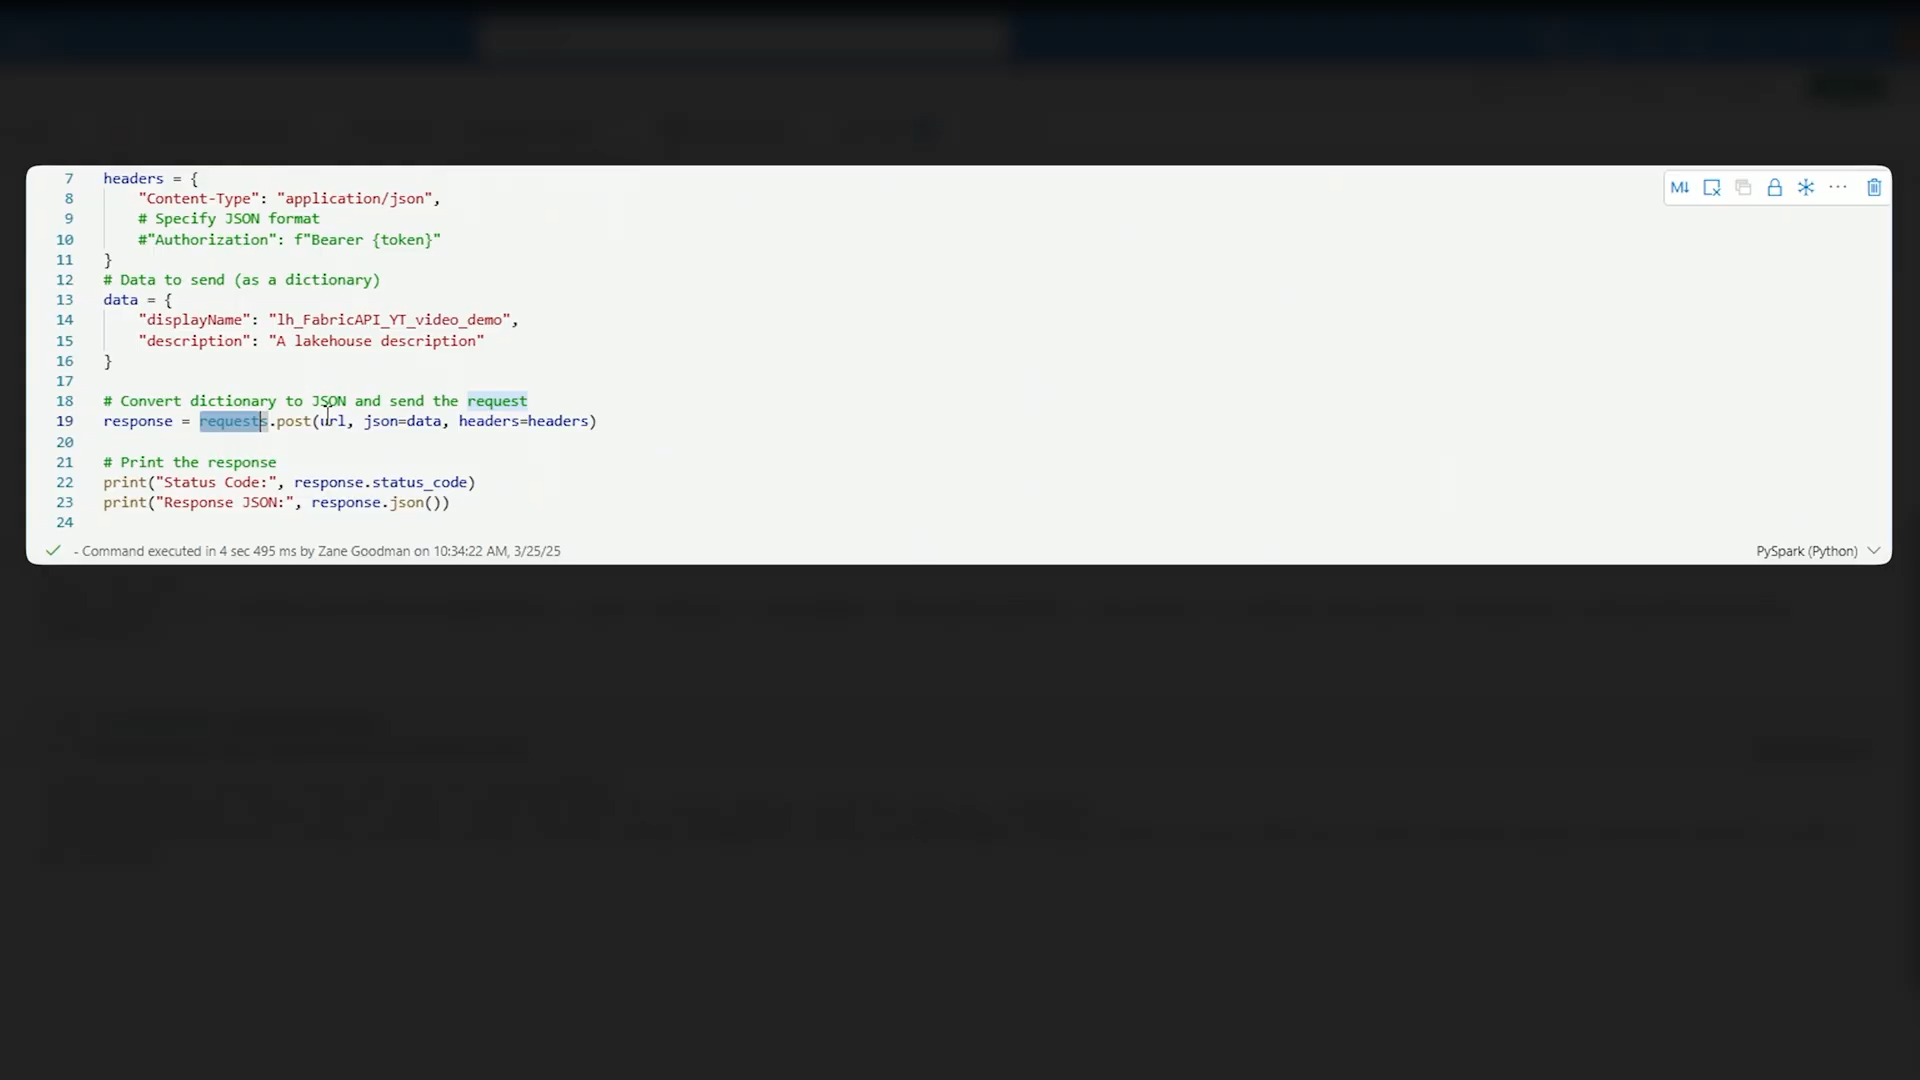 7 headers = {
8 "Content-Type": "application/json",
9 # Specify JSON format
10 #"Authorization": f"Bearer {token}"
11 }
12 # Data to send (as a dictionary)
13 data = {
14 "displayName": "lh_FabricAPI_YT_video_demo",
15 "description": "A lakehouse description"
16 }
17
18 # Convert dictionary to JSON and send the request
19 response = requests.post(url, json=data, headers=headers)
20
21 # Print the response
22 print("Status Code:", response.status_code)
23 print("Response JSON:", response.json())
24
- Command executed in 4 sec 495 ms by Zane Goodman on 10:34:22 AM, 3/25/25
PySpark (Python)
M↓